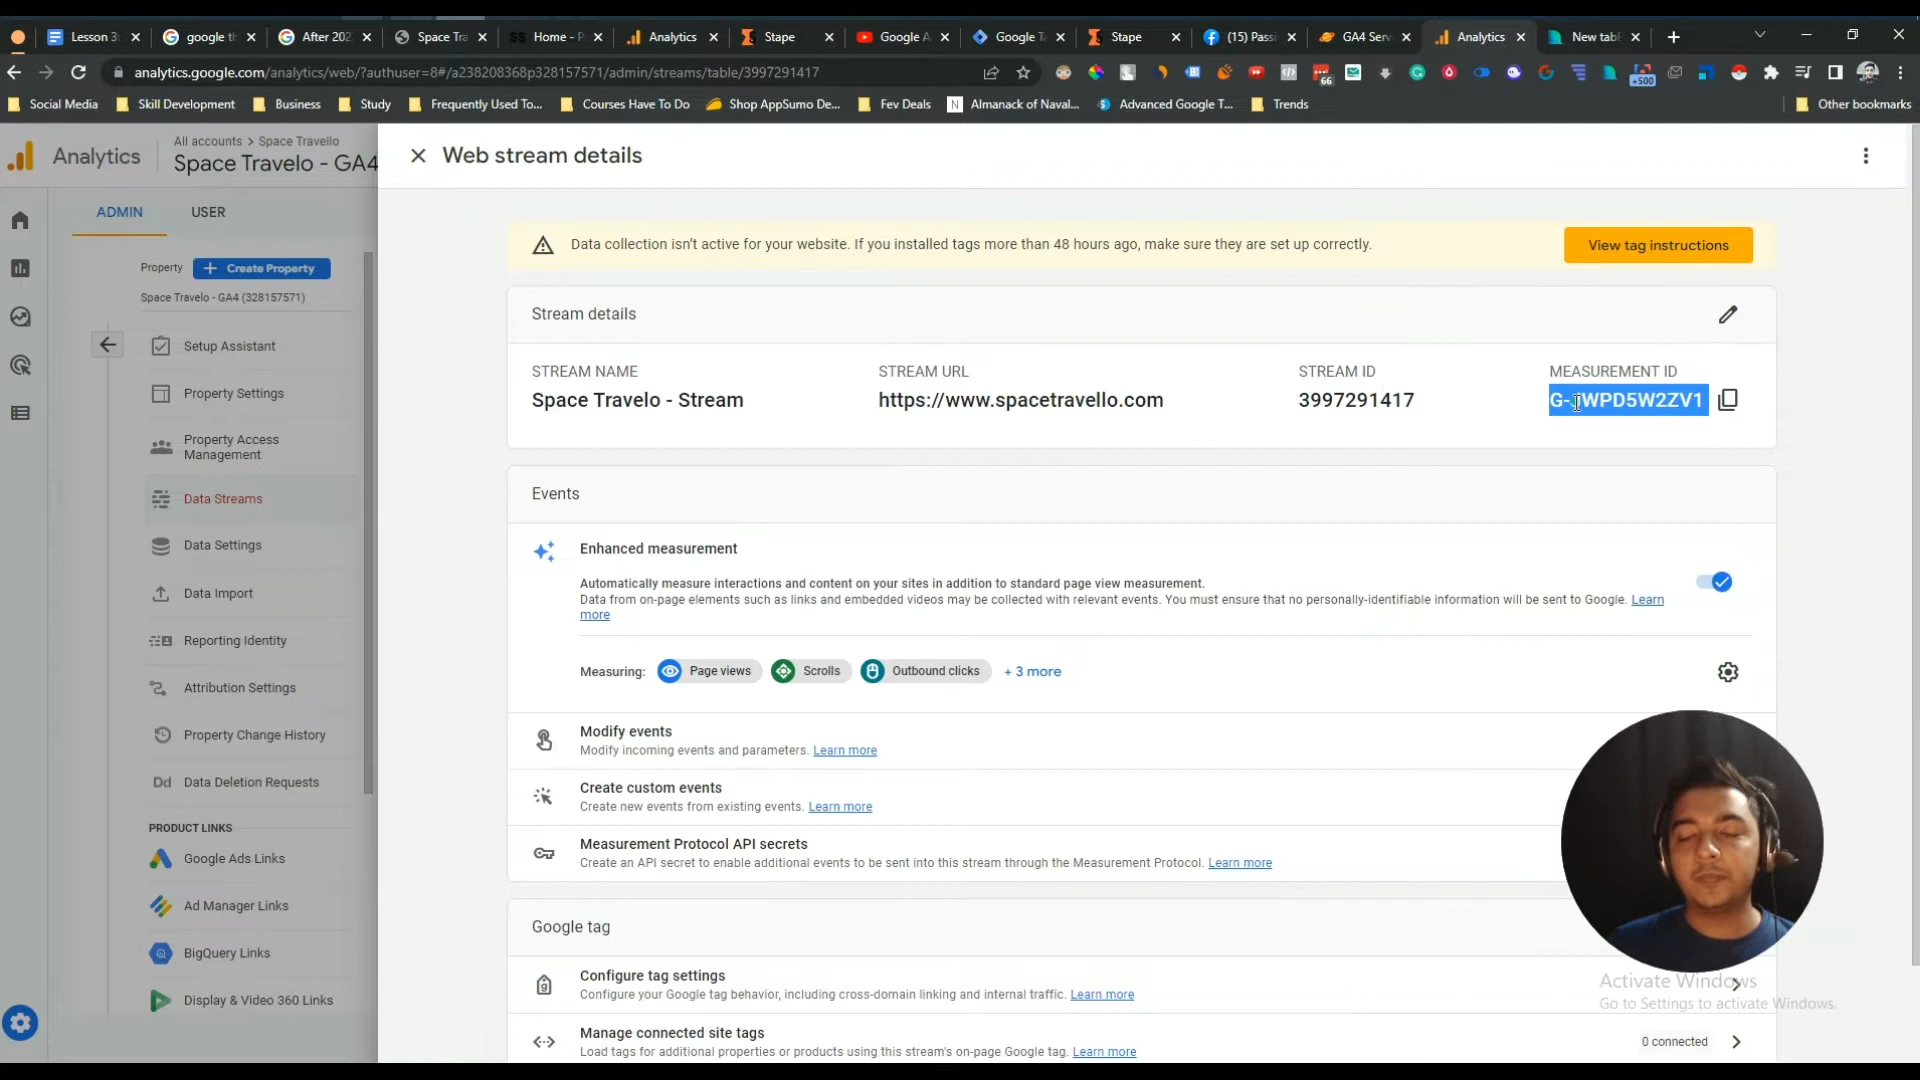 Lesson 3:
google th
After 202
Space Tra
Home - P
Analytics
Stape
Google A
Google T
Stape
(15) Passi
GA4 Serv
Analytics
New tab
analytics.google.com/analytics/web/?authuser=8#/a238208368p328157571/admin/streams/table/3997291417
66
+500
Social Media
Skill Development
Business
Study
Frequently Used To...
Courses Have To Do
Shop AppSumo De...
Fev Deals
Almanack of Naval...
Advanced Google T...
Trends
Other bookmarks
Analytics
All accounts > Space Travello
Space Travelo - GA4
ADMIN
USER
Property
Create Property
Space Travelo - GA4 (328157571)
Setup Assistant
Property Settings
Property Access
Management
Data Streams
Data Settings
Data Import
Reporting Identity
Attribution Settings
Property Change History
Dd Data Deletion Requests
PRODUCT LINKS
Google Ads Links
Ad Manager Links
BigQuery Links
Display & Video 360 Links
Web stream details
Data collection isn't active for your website. If you installed tags more than 48 hours ago, make sure they are set up correctly.
View tag instructions
Stream details
STREAM NAME
Space Travelo - Stream
STREAM URL
https://www.spacetravello.com
STREAM ID
3997291417
MEASUREMENT ID
Events
Enhanced measurement
Automatically measure interactions and content on your sites in addition to standard page view measurement.
Data from on-page elements such as links and embedded videos may be collected with relevant events. You must ensure that no personally-identifiable information will be sent to Google. Learn
more
Measuring:
Page views
Scrolls
Outbound clicks
+ 3 more
Modify events
Modify incoming events and parameters. Learn more
Create custom events
Create new events from existing events. Learn more
Measurement Protocol API secrets
Create an API secret to enable additional events to be sent into this stream through the Measurement Protocol. Learn more
Google tag
Configure tag settings
Configure your Google tag behavior, including cross-domain linking and internal traffic. Learn more
Manage connected site tags
Load tags for additional properties or products using this stream's on-page Google tag. Learn more
0 connected
Activate Windows
Go to Settings to activate Windows.